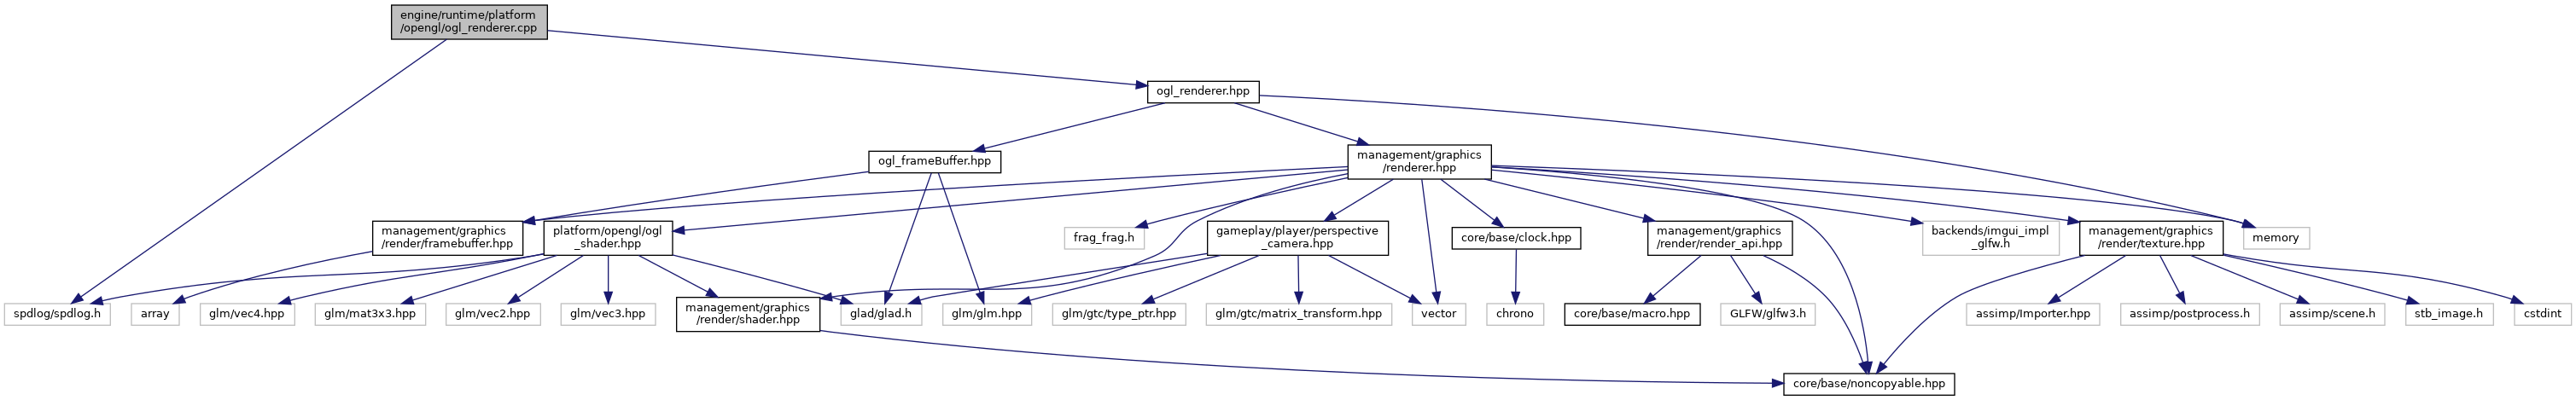 engine/runtime/platform
/opengl/ogl_renderer.cpp
ogl_renderer.hpp
ogl_frameBuffer.hpp
management/graphics
/renderer.hpp
management/graphics
/render/framebuffer.hpp
platform/opengl/ogl
_shader.hpp
frag_frag.h
gameplay/player/perspective
_camera.hpp
core/base/clock.hpp
management/graphics
/render/render_api.hpp
backends/imgui_impl
_glfw.h
management/graphics
/render/texture.hpp
memory
spdlog/spdlog.h
array
glm/vec4.hpp
glm/mat3x3.hpp
glm/vec2.hpp
glm/vec3.hpp
management/graphics
/render/shader.hpp
glad/glad.h
glm/glm.hpp
glm/gtc/type_ptr.hpp
glm/gtc/matrix_transform.hpp
vector
chrono
core/base/macro.hpp
GLFW/glfw3.h
assimp/Importer.hpp
assimp/postprocess.h
assimp/scene.h
stb_image.h
cstdint
core/base/noncopyable.hpp